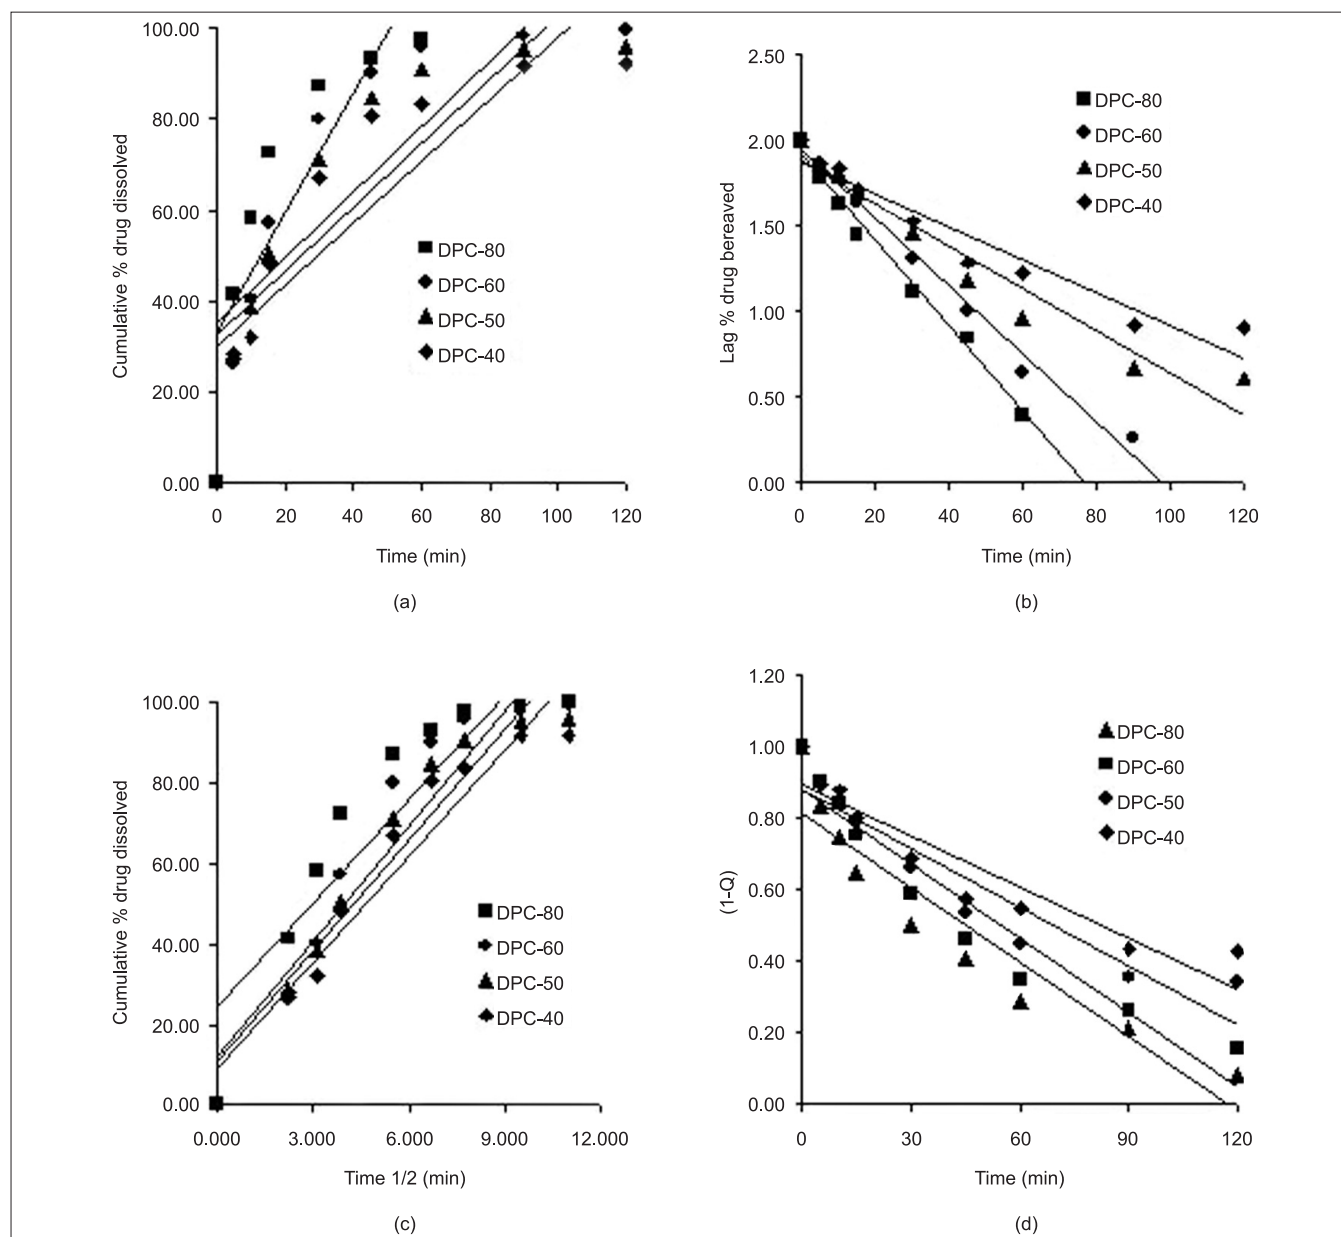 100.00
80.00
60.00
40.00
20.00
0.00
Cumulative % drug dissolved
DPC-80
DPC-60
DPC-50
DPC-40
0 20 40 60 80 100 120
Time (min)
(a)
2.50
2.00
1.50
1.00
0.50
0.00
Lag % drug bereaved
DPC-80
DPC-60
DPC-50
DPC-40
0 20 40 60 80 100 120
Time (min)
(b)
100.00
80.00
60.00
40.00
20.00
0.00
Cumulative % drug dissolved
DPC-80
DPC-60
DPC-50
DPC-40
0.000 3.000 6.000 9.000 12.000
Time 1/2 (min)
(c)
1.20
1.00
0.80
0.60
0.40
0.20
0.00
(1-Q)
DPC-80
DPC-60
DPC-50
DPC-40
0 30 60 90 120
Time (min)
(d)